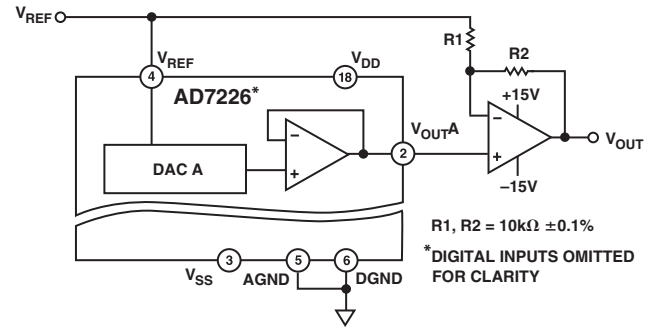 VREF
R1
R2
VREF
VDD
4
18
AD7226*
+15V
VOUTA
−
−
VOUT
2
DAC A
+
+
−15V
R1, R2 = 10kΩ ±0.1%
*DIGITAL INPUTS OMITTED
FOR CLARITY
3
5
6
VSS
AGND
DGND